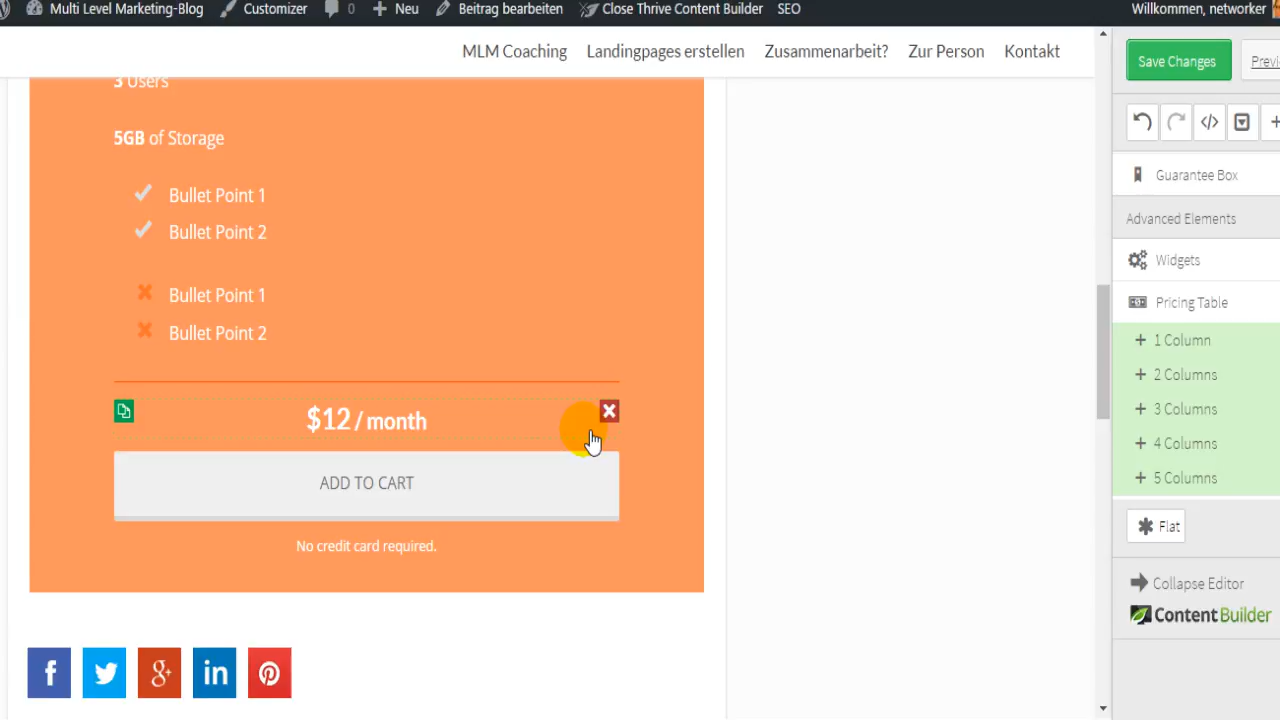 Multi Level Marketing-Blog Customizer 0 Neu Beitrag bearbeiten Close Thrive Content Builder SEO Willkommen, networker
MLM Coaching Landingpages erstellen Zusammenarbeit? Zur Person Kontakt
Save Changes Previ
3 Users
5GB of Storage
Bullet Point 1
Bullet Point 2
Bullet Point 1
Bullet Point 2
$12 / month
ADD TO CART
No credit card required.
Guarantee Box
Advanced Elements
Widgets
Pricing Table
1 Column
2 Columns
3 Columns
4 Columns
5 Columns
Flat
Collapse Editor
Content Builder